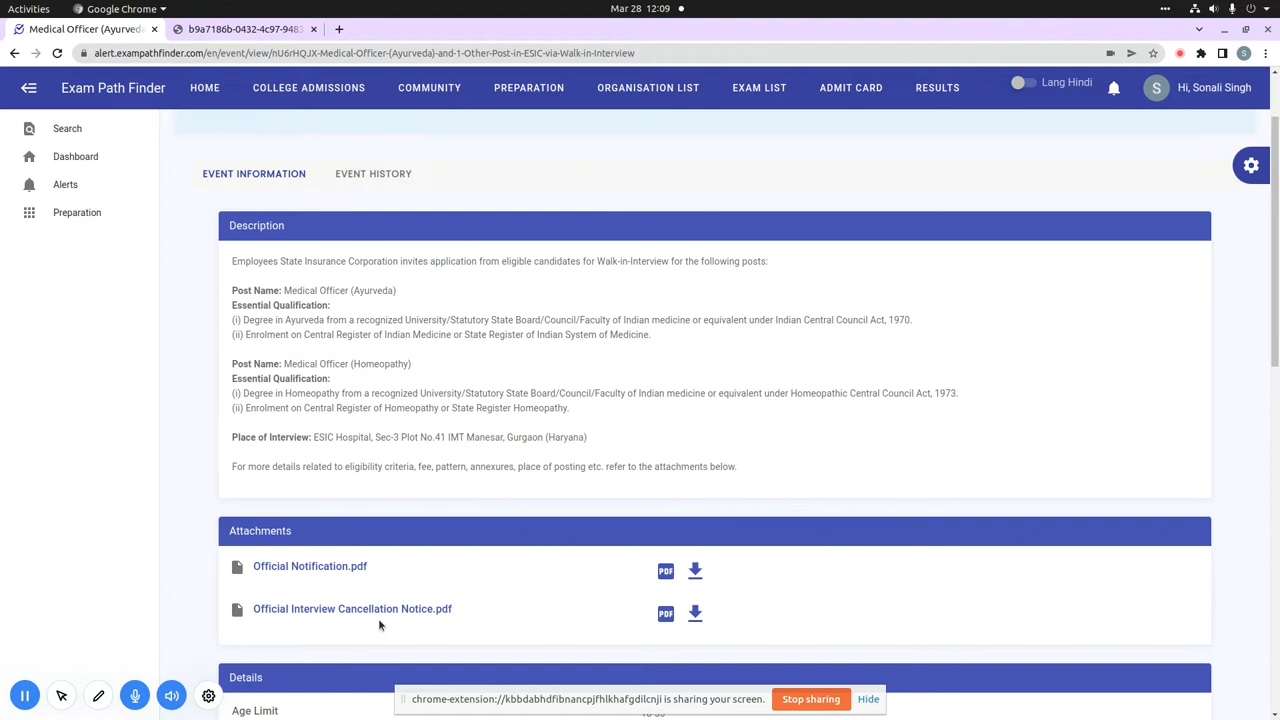 Activities
Google Chrome
Mar 28 12:09
Medical Officer (Ayurveda
b9a7186b-0432-4c97-9483
alert.exampathfinder.com/en/event/view/nU6rHQJX-Medical-Officer-(Ayurveda)-and-1-Other-Post-in-ESIC-via-Walk-in-Interview
S
Exam Path Finder
HOME
COLLEGE ADMISSIONS
COMMUNITY
PREPARATION
ORGANISATION LIST
EXAM LIST
ADMIT CARD
RESULTS
Lang Hindi
S
Hi, Sonali Singh
Search
Dashboard
Alerts
Preparation
EVENT INFORMATION
EVENT HISTORY
Description
Employees State Insurance Corporation invites application from eligible candidates for Walk-in-Interview for the following posts:
Post Name: Medical Officer (Ayurveda)
Essential Qualification:
(i) Degree in Ayurveda from a recognized University/Statutory State Board/Council/Faculty of Indian medicine or equivalent under Indian Central Council Act, 1970.
(ii) Enrolment on Central Register of Indian Medicine or State Register of Indian System of Medicine.
Post Name: Medical Officer (Homeopathy)
Essential Qualification:
(i) Degree in Homeopathy from a recognized University/Statutory State Board/Council/Faculty of Indian medicine or equivalent under Homeopathic Central Council Act, 1973.
(ii) Enrolment on Central Register of Homeopathy or State Register Homeopathy.
Place of Interview: ESIC Hospital, Sec-3 Plot No.41 IMT Manesar, Gurgaon (Haryana)
For more details related to eligibility criteria, fee, pattern, annexures, place of posting etc. refer to the attachments below.
Attachments
Official Notification.pdf
PDF
Official Interview Cancellation Notice.pdf
PDF
Details
chrome-extension://kbbdabhdfibnancpjfhlkhafgdilcnji is sharing your screen.
Stop sharing
Hide
Age Limit